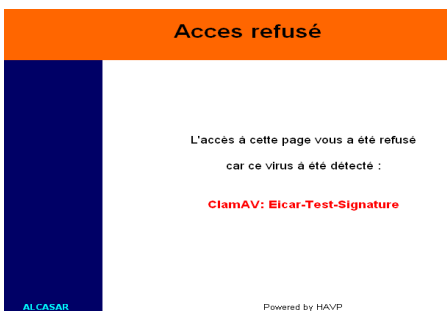 Acces refusé
L'accès á cette page vous a été refusé
car ce virus á été détecté :
ClamAV: Eicar-Test-Signature
ALCASAR
Powered by HAVP